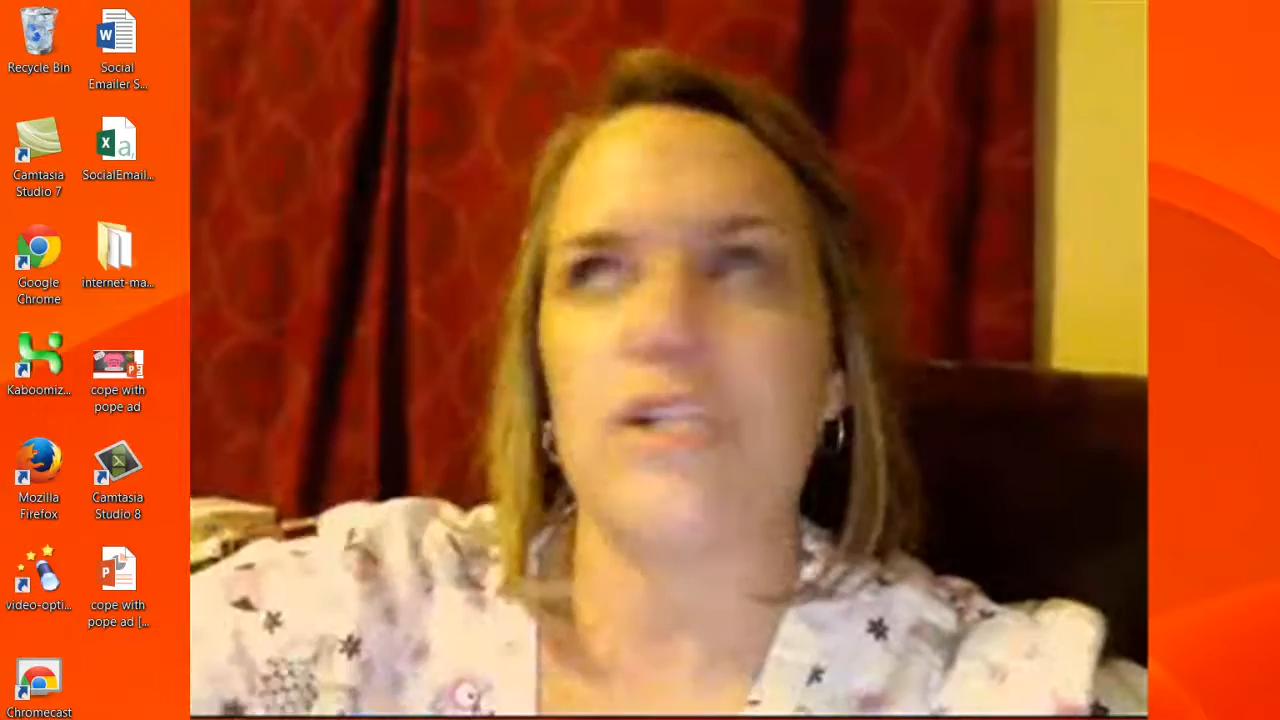 Recycle Bin
Social
Emailer S...
Camtasia
Studio 7
SocialEmail...
Google
Chrome
internet-ma...
Kaboomiz...
cope with
pope ad
Mozilla
Firefox
Camtasia
Studio 8
video-opti...
cope with
pope ad [...
Chromecast